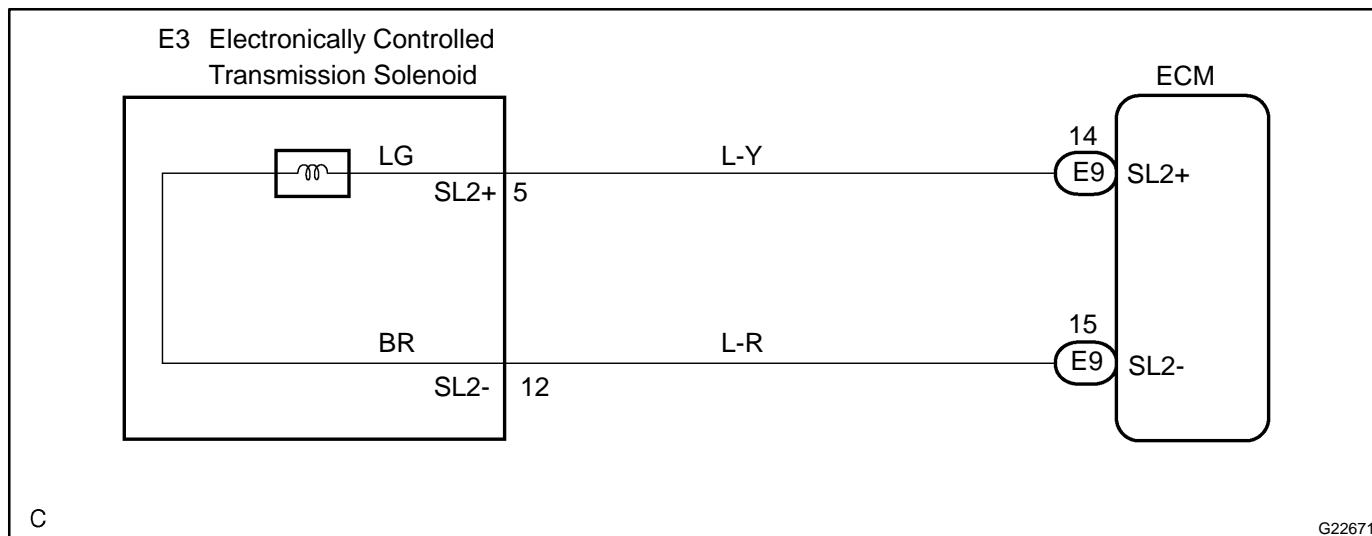 E3 Electronically Controlled
Transmission Solenoid
ECM
LG
L-Y
14
E9
SL2+
SL2+
5
BR
L-R
15
E9
SL2-
SL2-
12
C
G22671